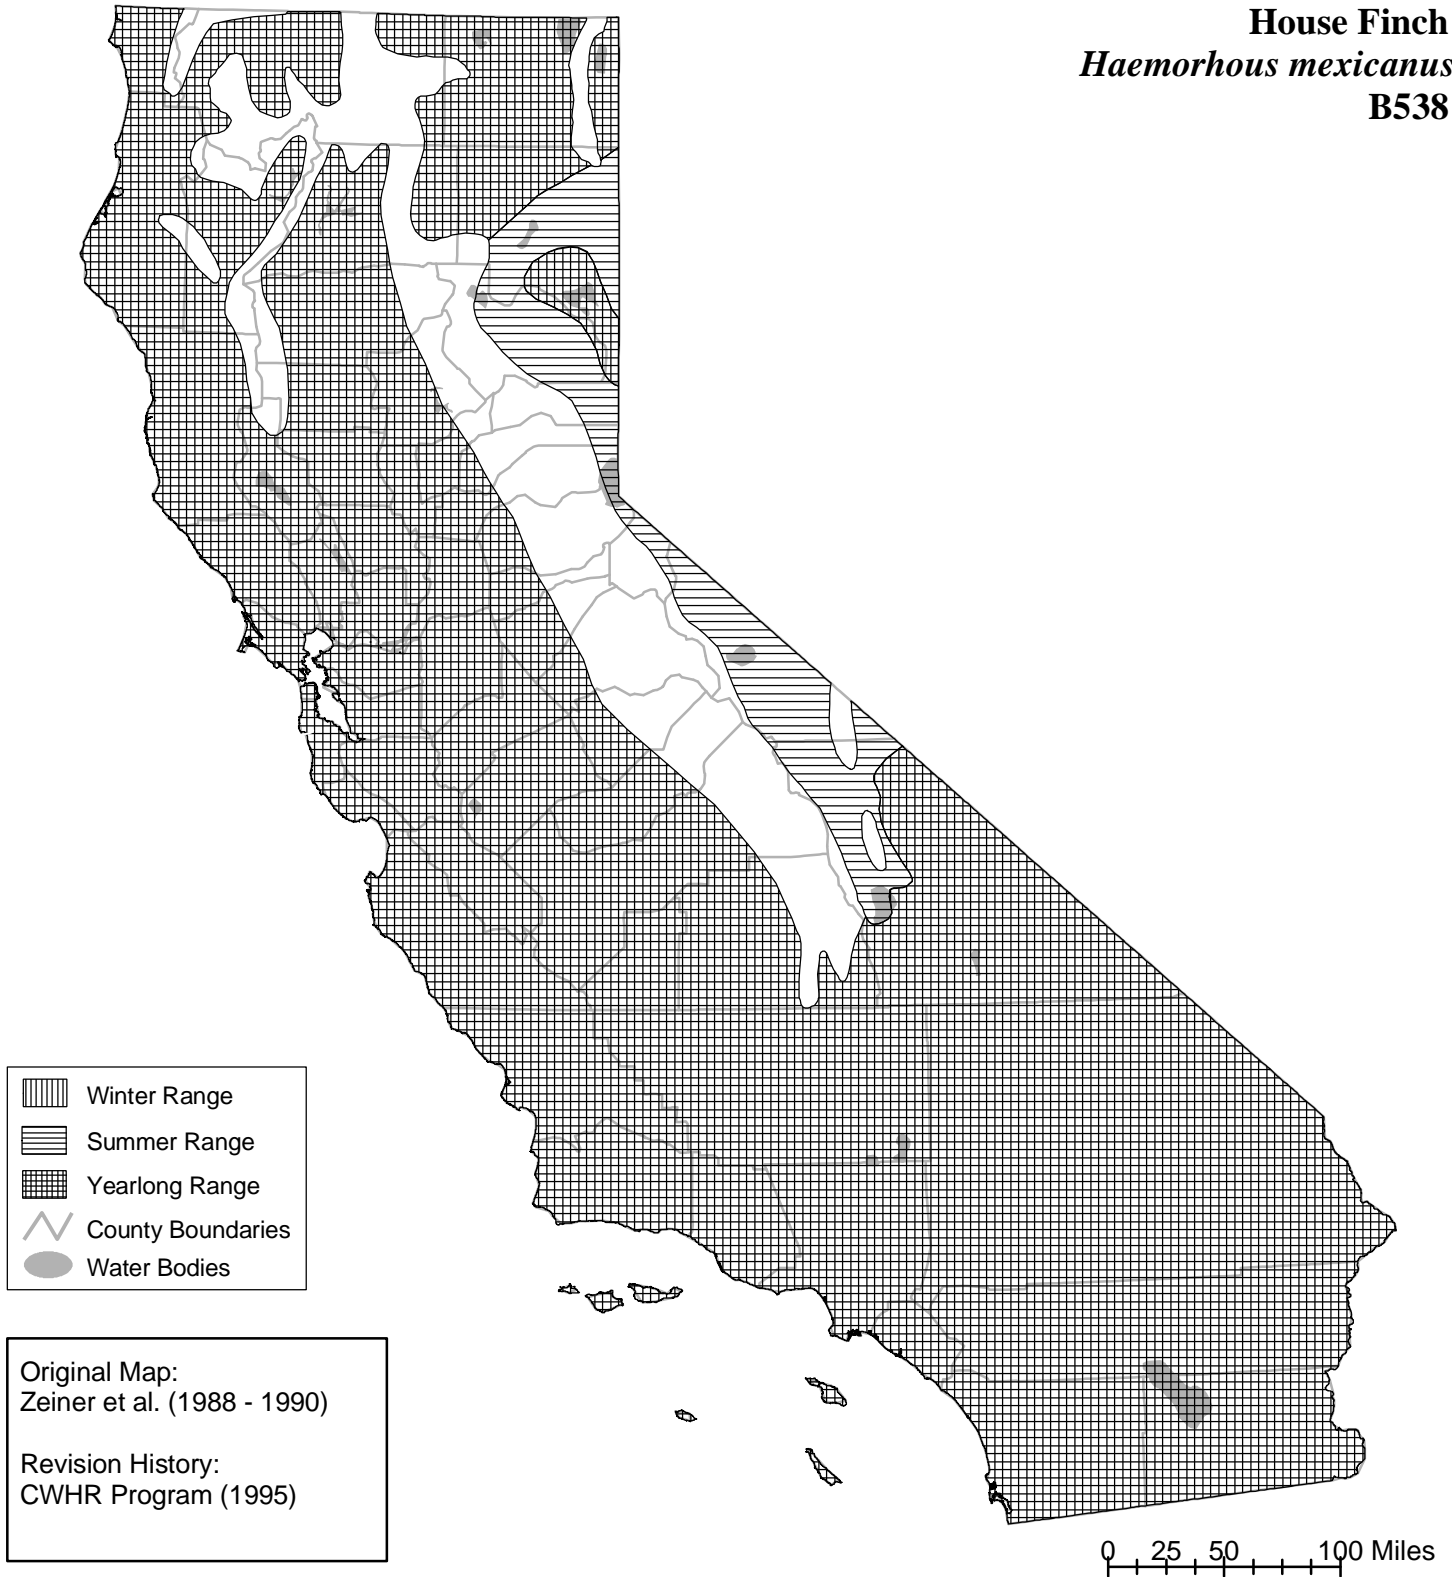 House Finch
Haemorhous mexicanus
B538
Winter Range
Summer Range
Yearlong Range
County Boundaries
Water Bodies
Original Map:
Zeiner et al. (1988 - 1990)
Revision History:
CWHR Program (1995)
0 25 50 100 Miles